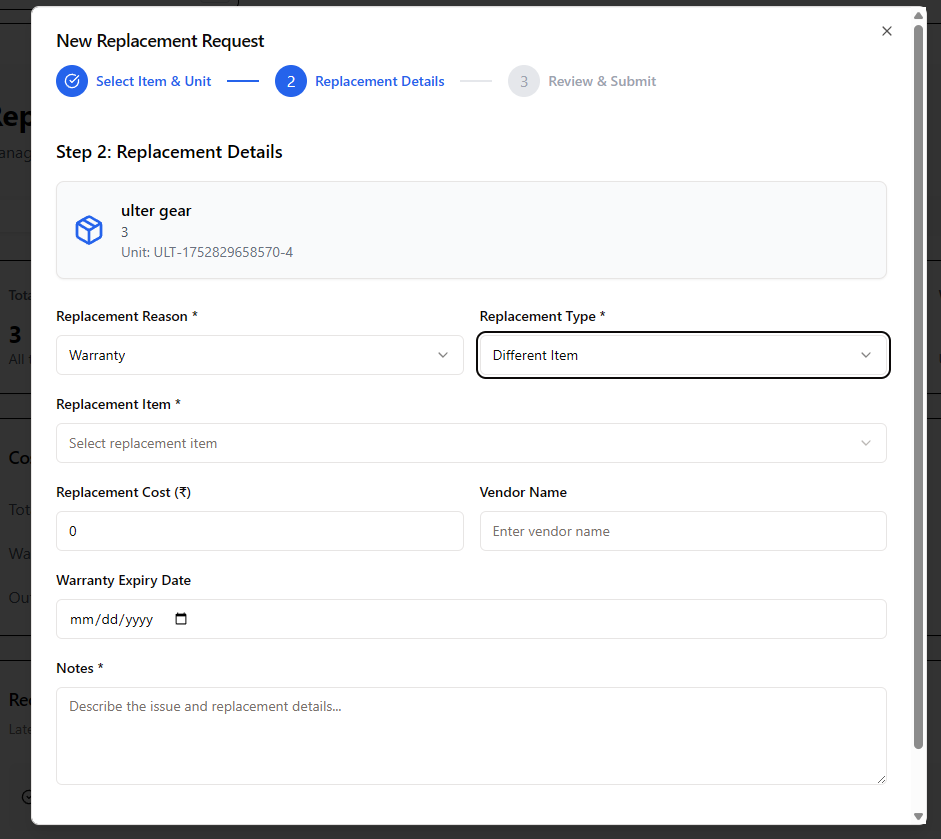 New Replacement Request
Select Item & Unit
2 Replacement Details
3 Review & Submit
Step 2: Replacement Details
ulter gear
3
Unit: ULT-1752829658570-4
Replacement Reason * Replacement Type *
Warranty Different Item
Replacement Item *
Select replacement item
Replacement Cost (₹) Vendor Name
0 Enter vendor name
Warranty Expiry Date
mm/dd/yyyy
Notes *
Describe the issue and replacement details...
3